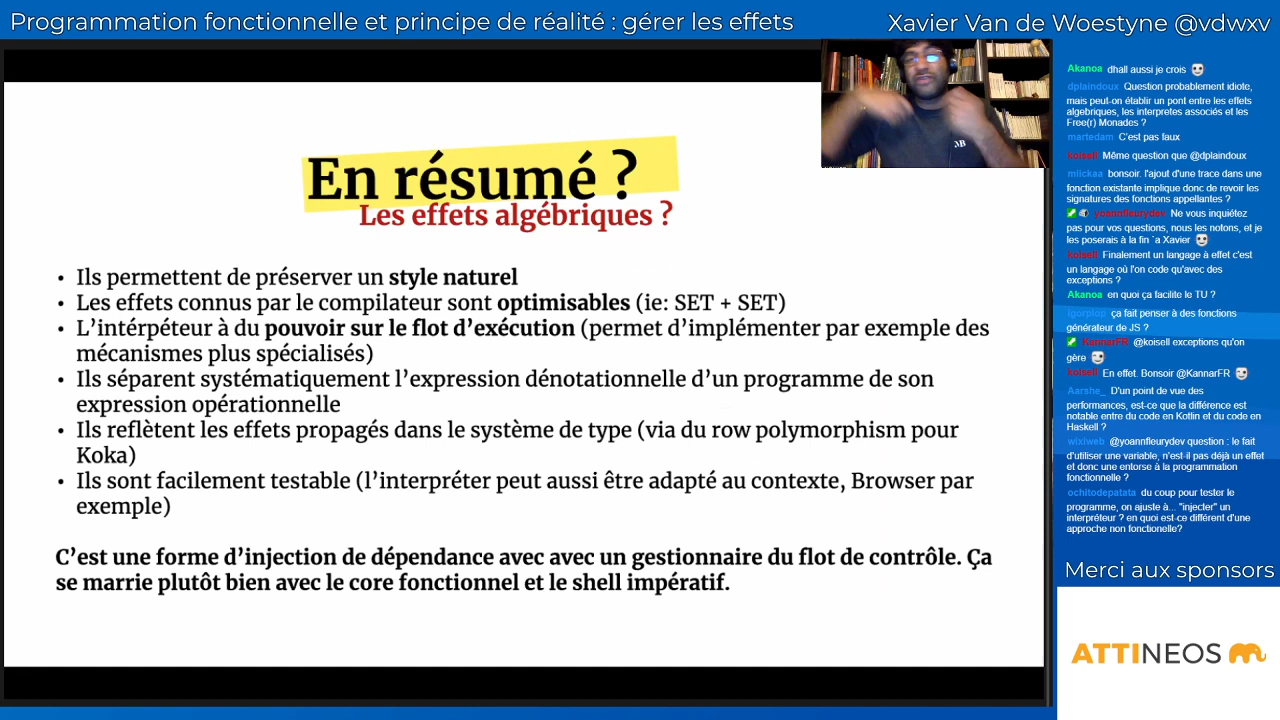 Programmation fonctionnelle et principe de réalité : gérer les effets
Xavier Van de Woestyne @vdwxv
En résumé ?
Les effets algébriques ?
• Ils permettent de préserver un style naturel
• Les effets connus par le compilateur sont optimisables (ie: SET + SET)
• L'intérpéteur à du pouvoir sur le flot d'exécution (permet d'implémenter par exemple des
mécanismes plus spécialisés)
• Ils séparent systématiquement l'expression dénotationnelle d'un programme de son
expression opérationnelle
• Ils reflètent les effets propagés dans le système de type (via du row polymorphism pour
Koka)
• Ils sont facilement testable (l'interpréter peut aussi être adapté au contexte, Browser par
exemple)
C'est une forme d'injection de dépendance avec avec un gestionnaire du flot de contrôle. Ça
se marrie plutôt bien avec le core fonctionnel et le shell impératif.
Akanoa dhall aussi je crois
dplaindoux Question probablement idiote,
mais peut-on établir un pont entre les effets
algebriques, les interpretes associés et les
Free(r) Monades ?
martedam C'est pas faux
koisell Même question que @dplaindoux
miickaa bonsoir. l'ajout d'une trace dans une
fonction existante implique donc de revoir les
signatures des fonctions appellantes ?
yoannfleurydev Ne vous inquiétez
pas pour vos questions, nous les notons, et je
les poserais à la fin ´a Xavier
koisell Finalement un langage à effet c'est
un langage où l'on code qu'avec des
exceptions ?
Akanoa en quoi ça facilite le TU ?
igorplop ça fait penser à des fonctions
générateur de JS ?
KannarFR @koisell exceptions qu'on
gère
koisell En effet. Bonsoir @KannarFR
Aarshe_ D'un point de vue des
performances, est-ce que la différence est
notable entre du code en Kotlin et du code en
Haskell ?
wixiweb @yoannfleurydev question : le fait
d'utiliser une variable, n'est-il pas déjà un effet
et donc une entorse à la programmation
fonctionnelle ?
ochitodepatata du coup pour tester le
programme, on ajuste à... "injecter" un
interpréteur ? en quoi est-ce différent d'une
approche non fonctionelle?
Merci aux sponsors
ATTINEOS